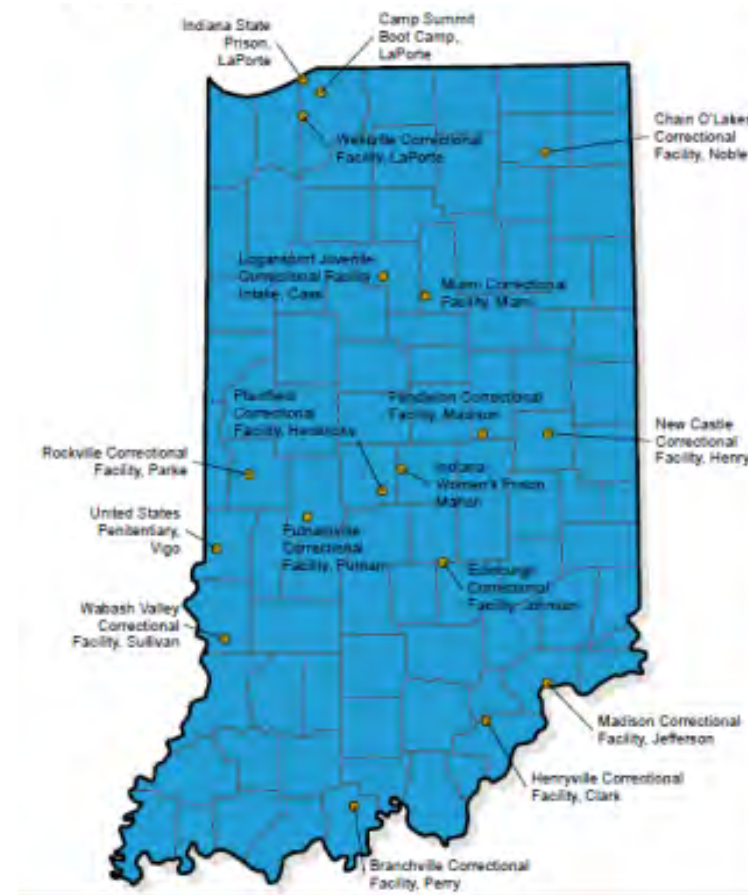 Indiana State
Prison,
LaPorte
Camp Summit
Boot Camp,
LaPorte
Westville Correctional
Facility, LaPorte
Chain O'Lakes
Correctional
Facility, Noble
Logansport Juvenile
Correctional Facility
Intake, Cass
Miami Correctional
Facility, Miami
Plainfield
Correctional
Facility, Hendricks
Pendleton Correctional
Facility, Madison
New Castle
Correctional
Facility, Henry
Rockville Correctional
Facility, Parke
Indiana
Women's Prison
Marion
United States
Penitentiary,
Vigo
Putnamville
Correctional
Facility, Putnam
Edinburgh
Correctional
Facility Johnson
Wabash Valley
Correctional
Facility, Sullivan
Madison Correctional
Facility, Jefferson
Henryville Correctional
Facility, Clark
Branchville Correctional
Facility, Perry